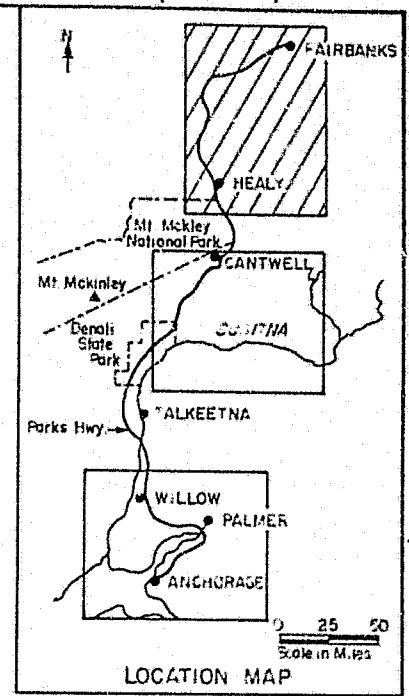 N
FAIRBANKS
HEALY
Mt. Mckley
National Park
CANTWELL
Mt. McKinley
SUSITNA
Denali
State
Park
TALKEETNA
Parks Hwy.
WILLOW
PALMER
ANCHORAGE
0 25 50
Scale in Miles
LOCATION MAP